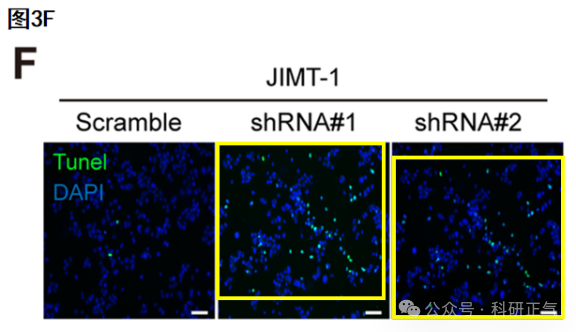 图3F
F
JIMT-1
Scramble shRNA#1 shRNA#2
Tunel
DAPI
公众号 · 科研正气